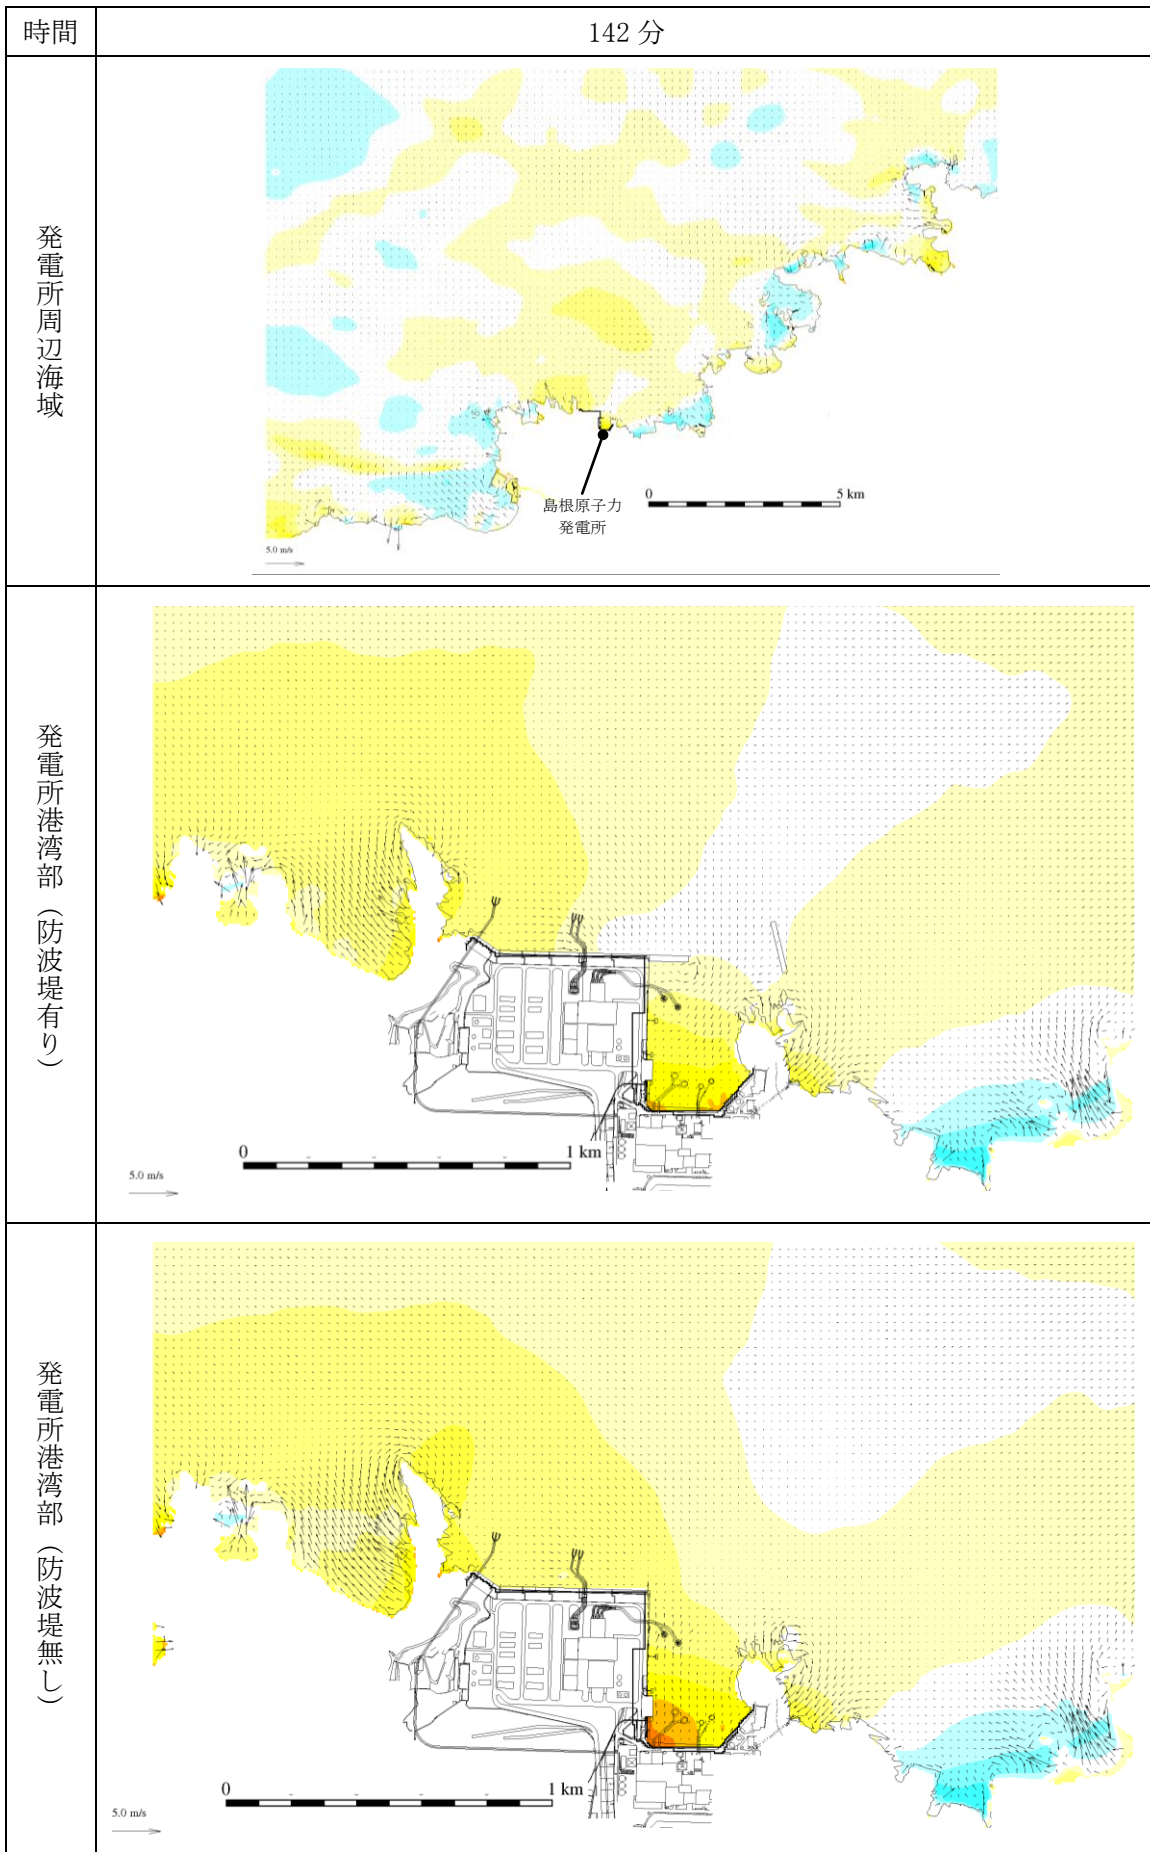 時間
142 分
発電所周辺海域
島根原子力
発電所
0 5 km
5.0 m/s
発電所港湾部（防波堤有り）
0 1 km
5.0 m/s
発電所港湾部（防波堤無し）
0 1 km
5.0 m/s